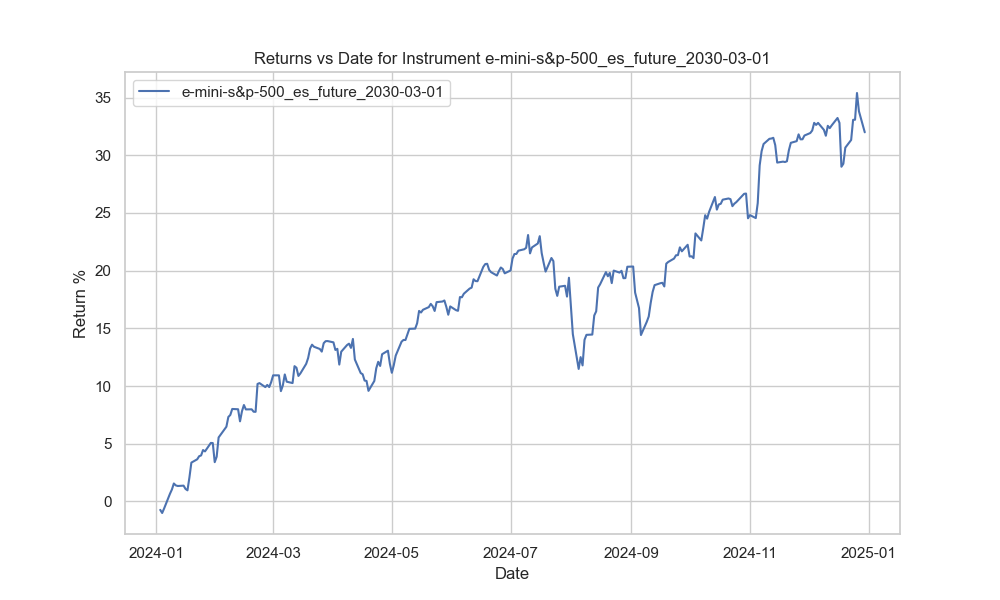 Returns vs Date for Instrument e-mini-s&p-500_es_future_2030-03-01
e-mini-s&p-500_es_future_2030-03-01
Return %
35
30
25
20
15
10
5
0
2024-01 2024-03 2024-05 2024-07 2024-09 2024-11 2025-01
Date